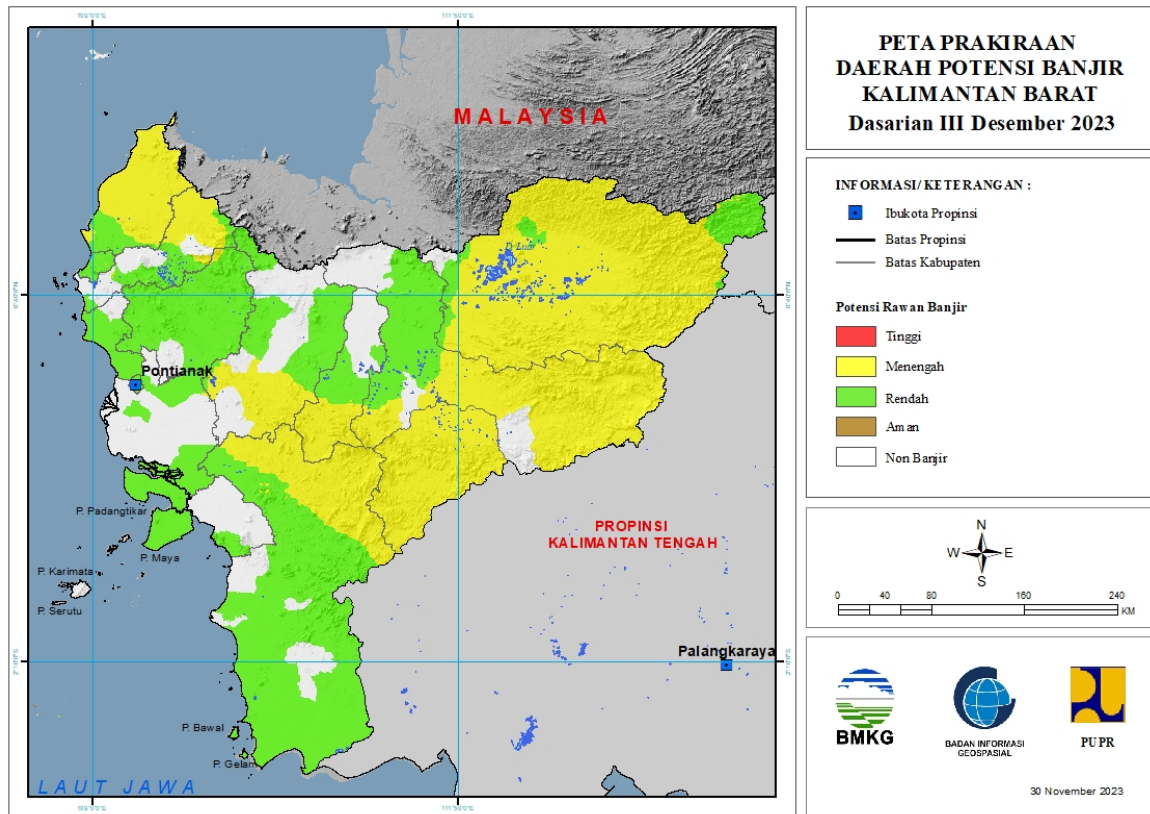 PETA PRAKIRAAN
DAERAH POTENSI BANJIR
KALIMANTAN BARAT
Dasarian III Desember 2023
INFORMASI/ KETERANGAN :
Ibukota Propinsi
Batas Propinsi
Batas Kabupaten
Potensi Rawan Banjir
Tinggi
Menengah
Rendah
Aman
Non Banjir
N
W E
S
0 40 80 160 240
KM
BMKG
BADAN INFORMASI
GEOSPASIAL
PUPR
30 November 2023
MALAYSIA
Pontianak
P. Padangtikar
P. Maya
P. Karimata
P. Serutu
PROPINSI
KALIMANTAN TENGAH
Palangkaraya
P. Bawal
P. Gelam
LAUT JAWA